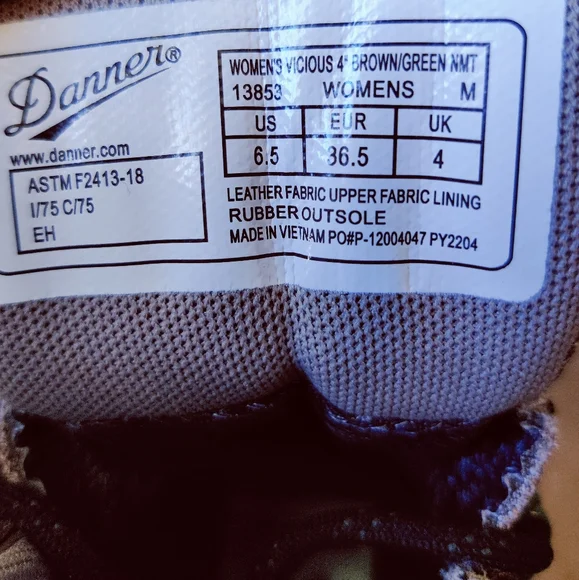 Danner®
www.danner.com
ASTM F2413-18
I/75 C/75
EH
WOMEN'S VICIOUS 4" BROWN/GREEN NMT
13853 WOMENS M
US EUR UK
6.5 36.5 4
LEATHER FABRIC UPPER FABRIC LINING
RUBBER OUTSOLE
MADE IN VIETNAM PO#P-12004047 PY2204